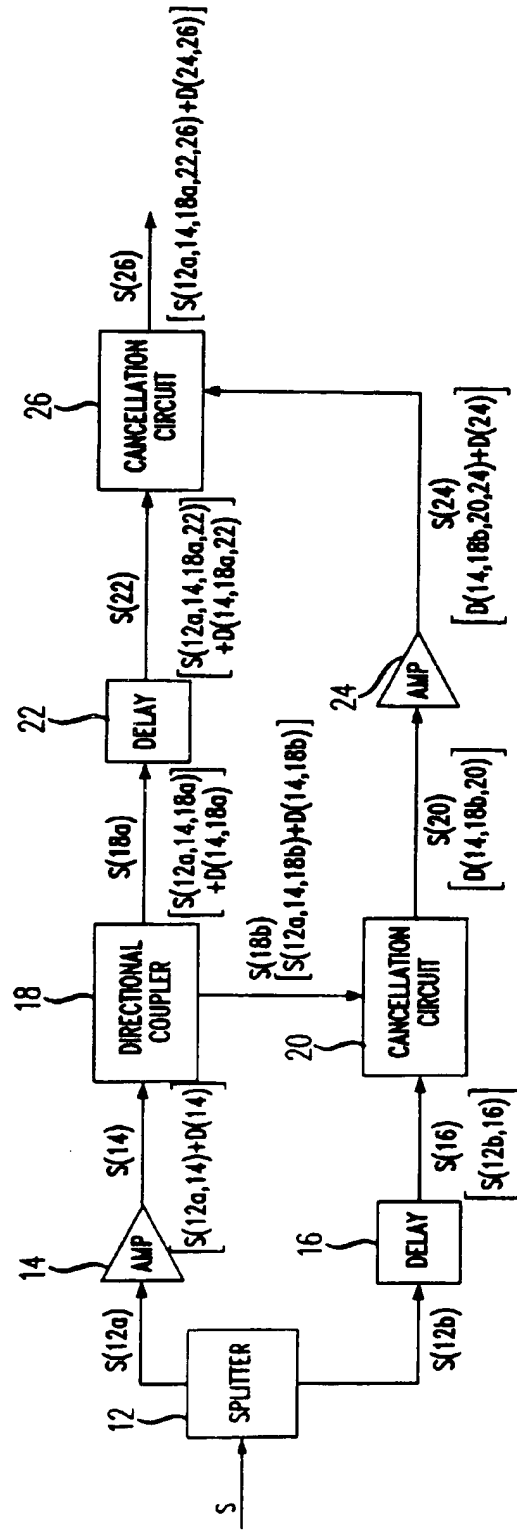 S
12
SPLITTER
S(12a)
S(12b)
14
AMP
S(14)
[S(12a,14)+D(14)]
16
DELAY
S(16)
[S(12b,16)]
18
DIRECTIONAL
COUPLER
S(18a)
[S(12a,14,18a)
+D(14,18a)]
S(18b)
[S(12a,14,18b)+D(14,18b)]
20
CANCELLATION
CIRCUIT
S(20)
[D(14,18b,20)]
22
DELAY
S(22)
[S(12a,14,18a,22)
+D(14,18a,22)]
24
AMP
S(24)
[D(14,18b,20,24)+D(24)]
26
CANCELLATION
CIRCUIT
S(26)
[S(12a,14,18a,22,26)+D(24,26)]